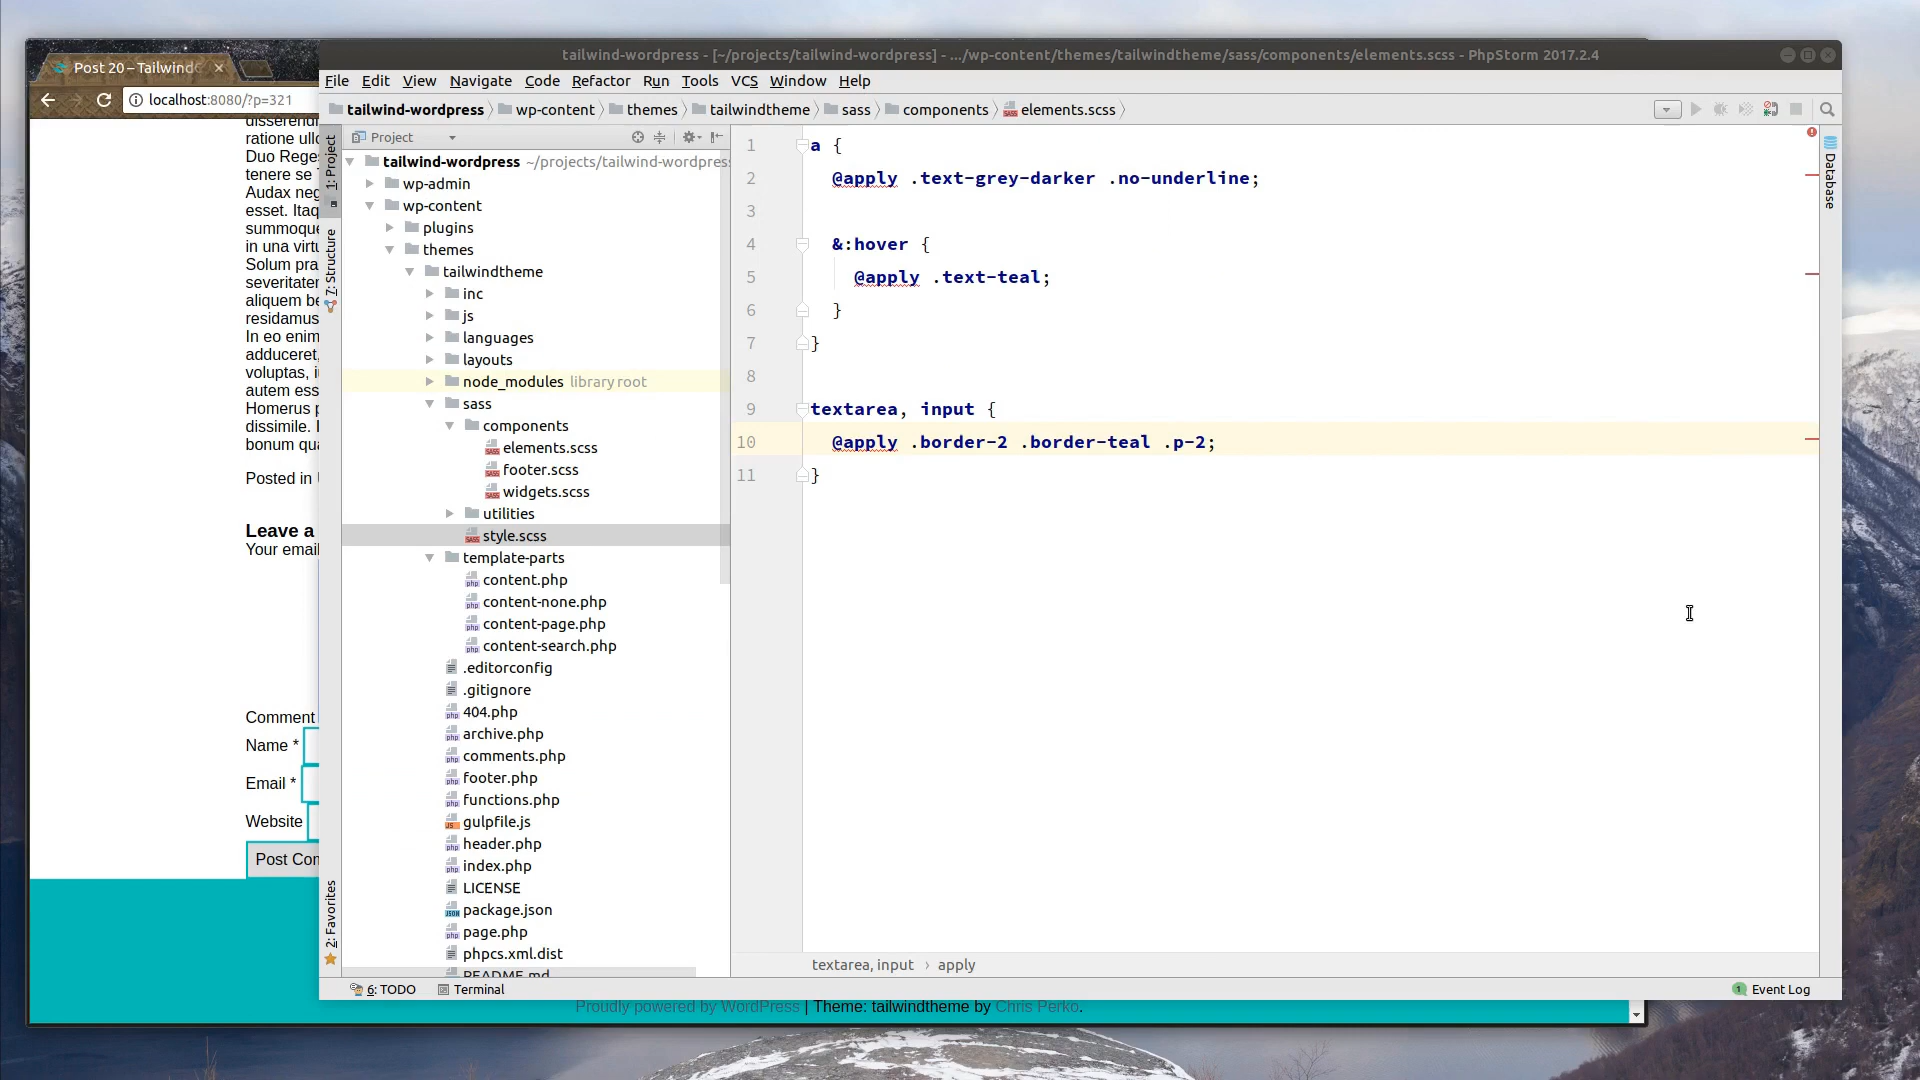 tailwind-wordpress - [~/projects/tailwind-wordpress] - .../wp-content/themes/tailwindtheme/sass/components/elements.scss - PhpStorm 2017.2.4
Post 20 – Tailwind
localhost:8080/?p=321
File Edit View Navigate Code Refactor Run Tools VCS Window Help
tailwind-wordpress wp-content themes tailwindtheme sass components elements.scss
ratione ullo
Duo Reges
tenere se
Audax neg
esset. Itaq
summoque
in una virtu
Solum pra
severitatem
aliquem be
residamus
In eo enim
adduceret,
voluptas, i
autem ess
Homerus p
dissimile. I
bonum qua
Posted in
Leave a
Your email
Comment
Name *
Email *
Website
Post Com
1: Project
7: Structure
2: Favorites
Project
tailwind-wordpress ~/projects/tailwind-wordpress
wp-admin
wp-content
plugins
themes
tailwindtheme
inc
js
languages
layouts
node_modules library root
sass
components
elements.scss
footer.scss
widgets.scss
utilities
style.scss
template-parts
content.php
content-none.php
content-page.php
content-search.php
.editorconfig
.gitignore
404.php
archive.php
comments.php
footer.php
functions.php
gulpfile.js
header.php
index.php
LICENSE
package.json
page.php
phpcs.xml.dist
README.md
1 a {
2 @apply .text-grey-darker .no-underline;
3
4 &:hover {
5 @apply .text-teal;
6 }
7 }
8
9 textarea, input {
10 @apply .border-2 .border-teal .p-2;
11 }
Database
textarea, input › apply
6: TODO Terminal
1 Event Log
Proudly powered by WordPress | Theme: tailwindtheme by Chris Perko.